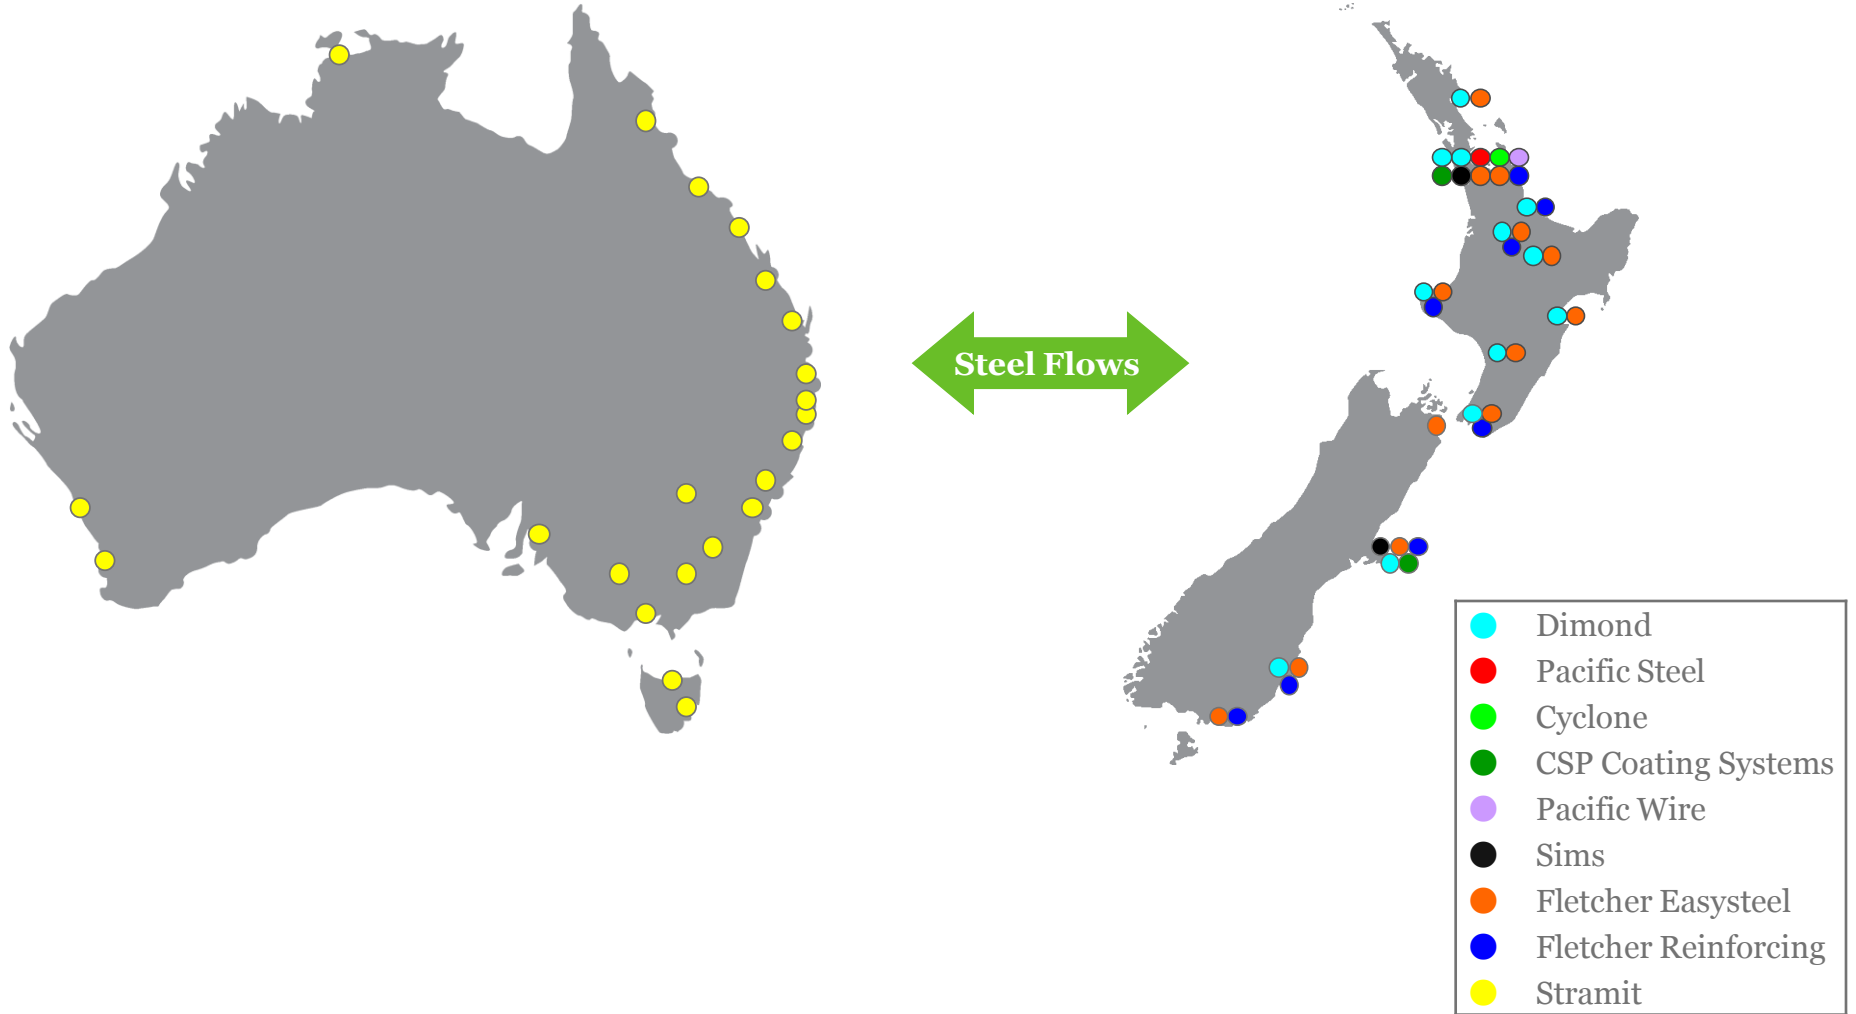 Steel Flows
Dimond
Pacific Steel
Cyclone
CSP Coating Systems
Pacific Wire
Sims
Fletcher Easysteel
Fletcher Reinforcing
Stramit